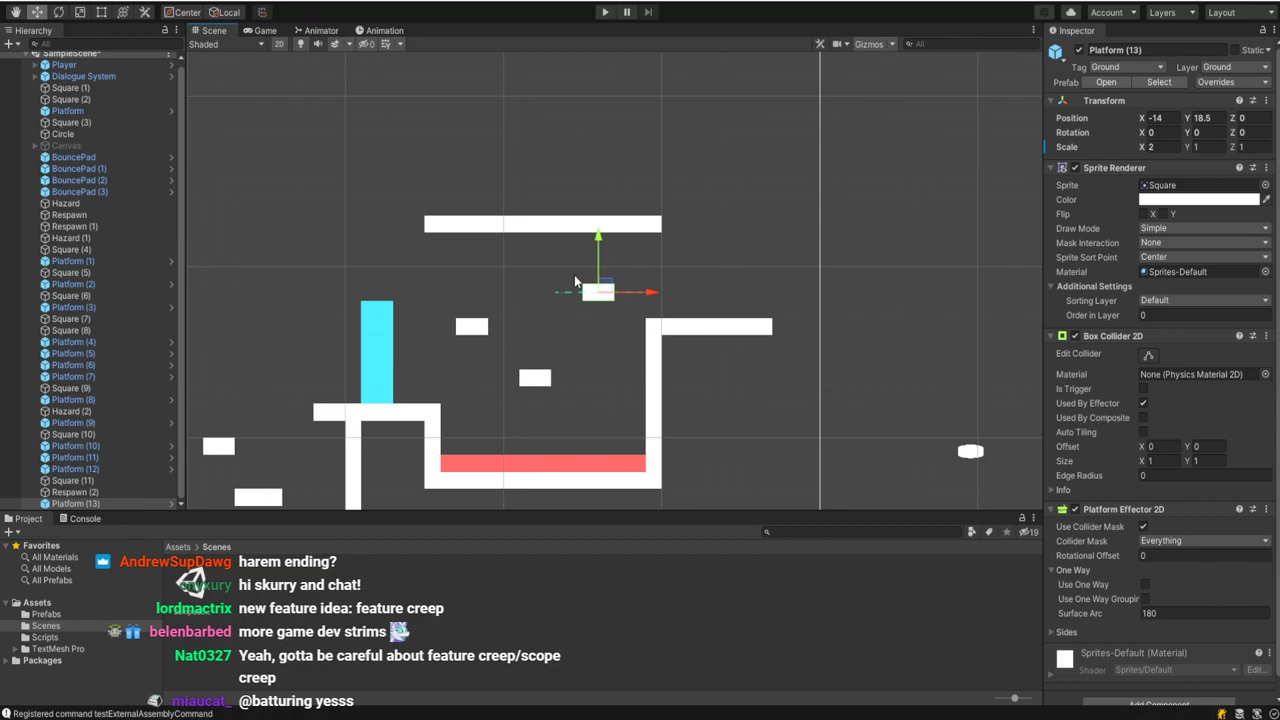 Center
Local
Account
Layers
Layout
Hierarchy
Scene
Game
Animator
Animation
Inspector
All
Shaded
2D
0
Gizmos
All
SampleScene*
Player
Dialogue System
Square (1)
Square (2)
Platform
Square (3)
Circle
Canvas
BouncePad
BouncePad (1)
BouncePad (2)
BouncePad (3)
Hazard
Respawn
Respawn (1)
Hazard (1)
Square (4)
Platform (1)
Square (5)
Platform (2)
Square (6)
Platform (3)
Square (7)
Square (8)
Platform (4)
Platform (5)
Platform (6)
Platform (7)
Square (9)
Platform (8)
Hazard (2)
Platform (9)
Square (10)
Platform (10)
Platform (11)
Platform (12)
Square (11)
Respawn (2)
Platform (13)
Platform (13)
Static
Tag Ground
Layer Ground
Prefab Open Select Overrides
Transform
Position X -14 Y 18.5 Z 0
Rotation X 0 Y 0 Z 0
Scale X 2 Y 1 Z 1
Sprite Renderer
Sprite Square
Color
Flip X Y
Draw Mode Simple
Mask Interaction None
Sprite Sort Point Center
Material Sprites-Default
Additional Settings
Sorting Layer Default
Order in Layer 0
Box Collider 2D
Edit Collider
Material None (Physics Material 2D)
Is Trigger
Used By Effector
Used By Composite
Auto Tiling
Offset X 0 Y 0
Size X 1 Y 1
Edge Radius 0
Info
Platform Effector 2D
Use Collider Mask
Collider Mask Everything
Rotational Offset 0
One Way
Use One Way
Use One Way Groupin
Surface Arc 180
Sides
Sprites-Default (Material)
Shader Sprites/Default Edit...
Add Component
Project
Console
19
Favorites
All Materials
All Models
All Prefabs
Assets
Prefabs
Scenes
Scripts
TextMesh Pro
Packages
Assets Scenes
AndrewSupDawg harem ending?
hi skurry and chat!
lordmactrix new feature idea: feature creep
belenbarbed more game dev strims
Nat0327 Yeah, gotta be careful about feature creep/scope
creep
miaucat_ @batturing yesss
Registered command testExternalAssemblyCommand